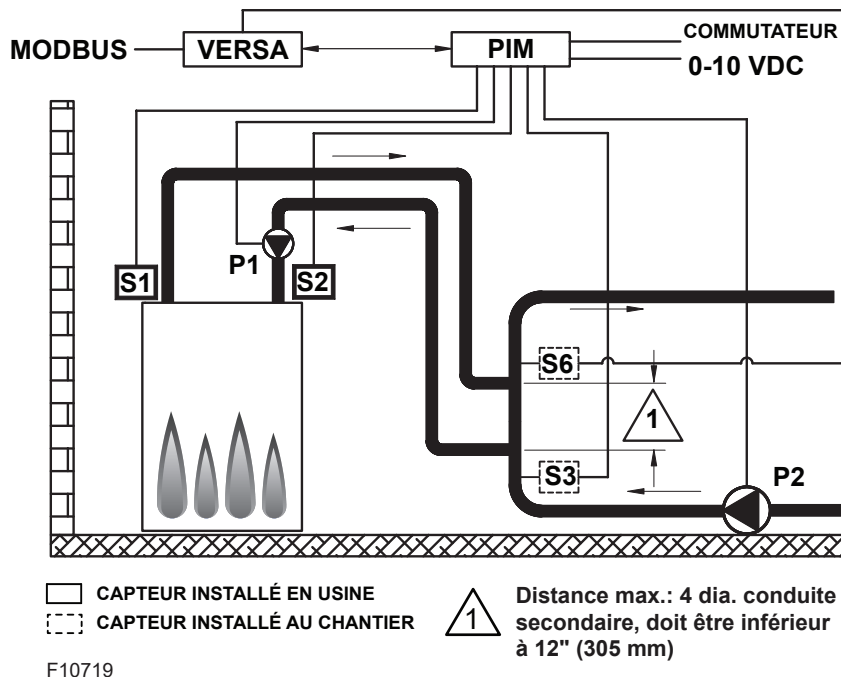 MODBUS
VERSA
PIM
COMMUTATEUR
0-10 VDC
S1
P1
S2
S6
1
S3
P2
CAPTEUR INSTALLÉ EN USINE
CAPTEUR INSTALLÉ AU CHANTIER
1
Distance max.: 4 dia. conduite
secondaire, doit être inférieur
à 12" (305 mm)
F10719